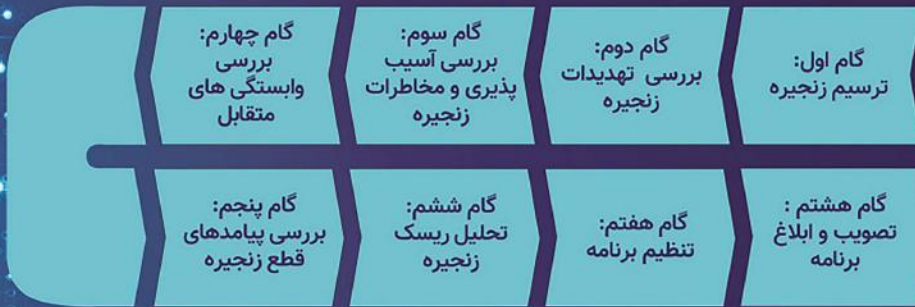 گام اول:
ترسیم زنجیره
گام دوم:
بررسی تهدیدات
زنجیره
گام سوم:
بررسی آسیب
پذیری و مخاطرات
زنجیره
گام چهارم:
بررسی
وابستگی های
متقابل
گام پنجم:
بررسی پیامدهای
قطع زنجیره
گام ششم:
تحلیل ریسک
زنجیره
گام هفتم:
تنظیم برنامه
گام هشتم :
تصویب و ابلاغ
برنامه